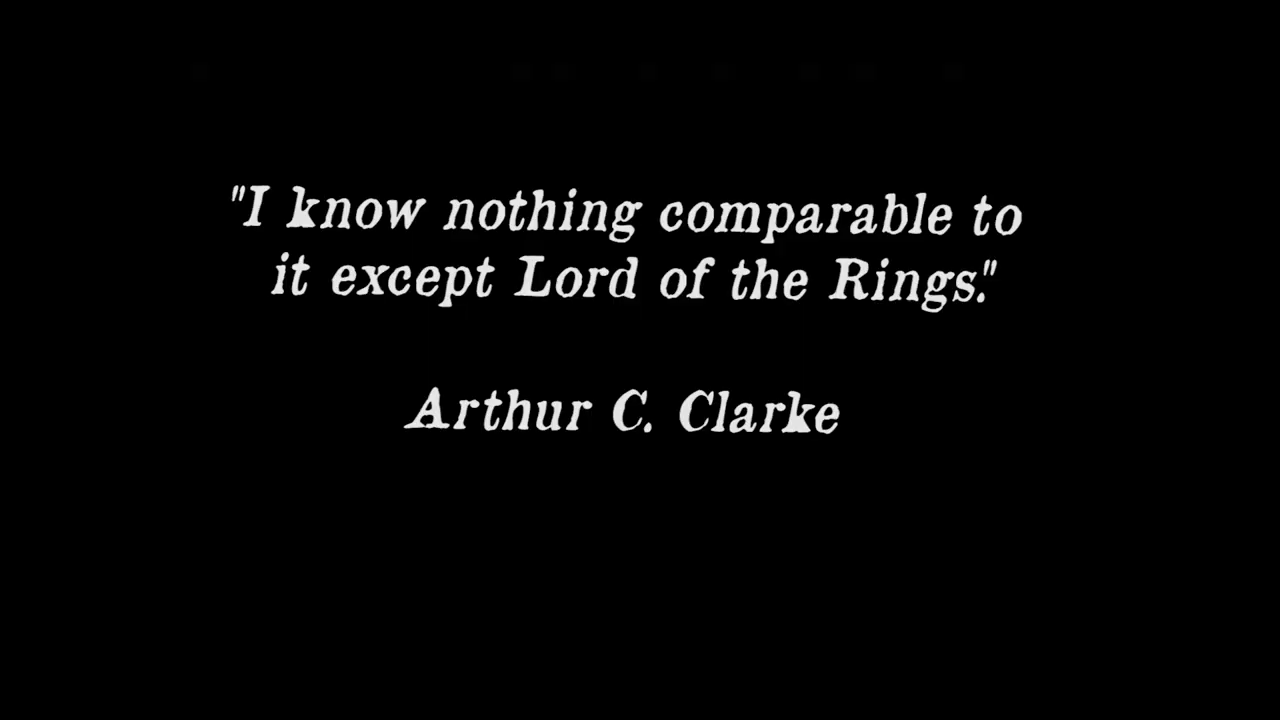 "I know nothing comparable to
it except Lord of the Rings."
Arthur C. Clarke